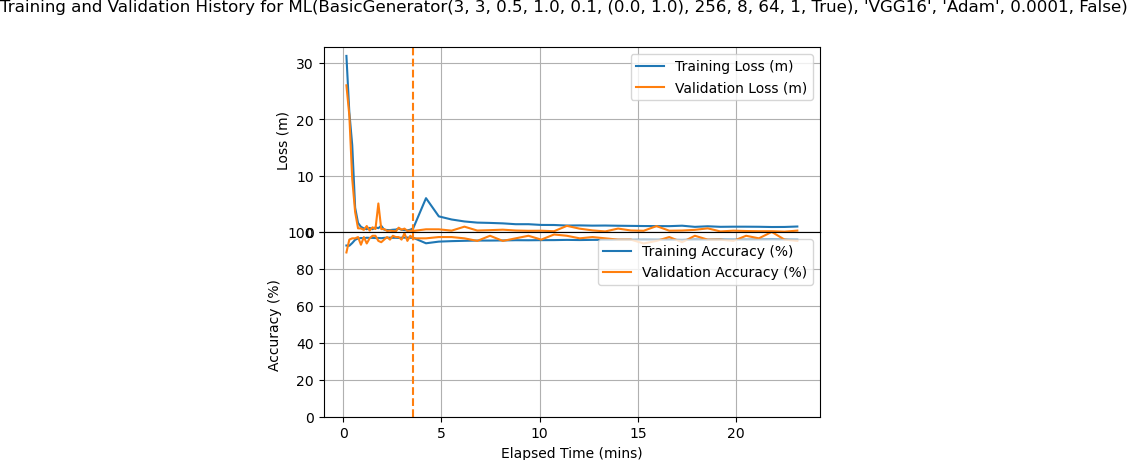 Training and Validation History for ML(BasicGenerator(3, 3, 0.5, 1.0, 0.1, (0.0, 1.0), 256, 8, 64, 1, True), 'VGG16', 'Adam', 0.0001, False)
30
20
10
0
Loss (m)
Training Loss (m)
Validation Loss (m)
100
80
60
40
20
0
Accuracy (%)
Training Accuracy (%)
Validation Accuracy (%)
0
5
10
15
20
Elapsed Time (mins)